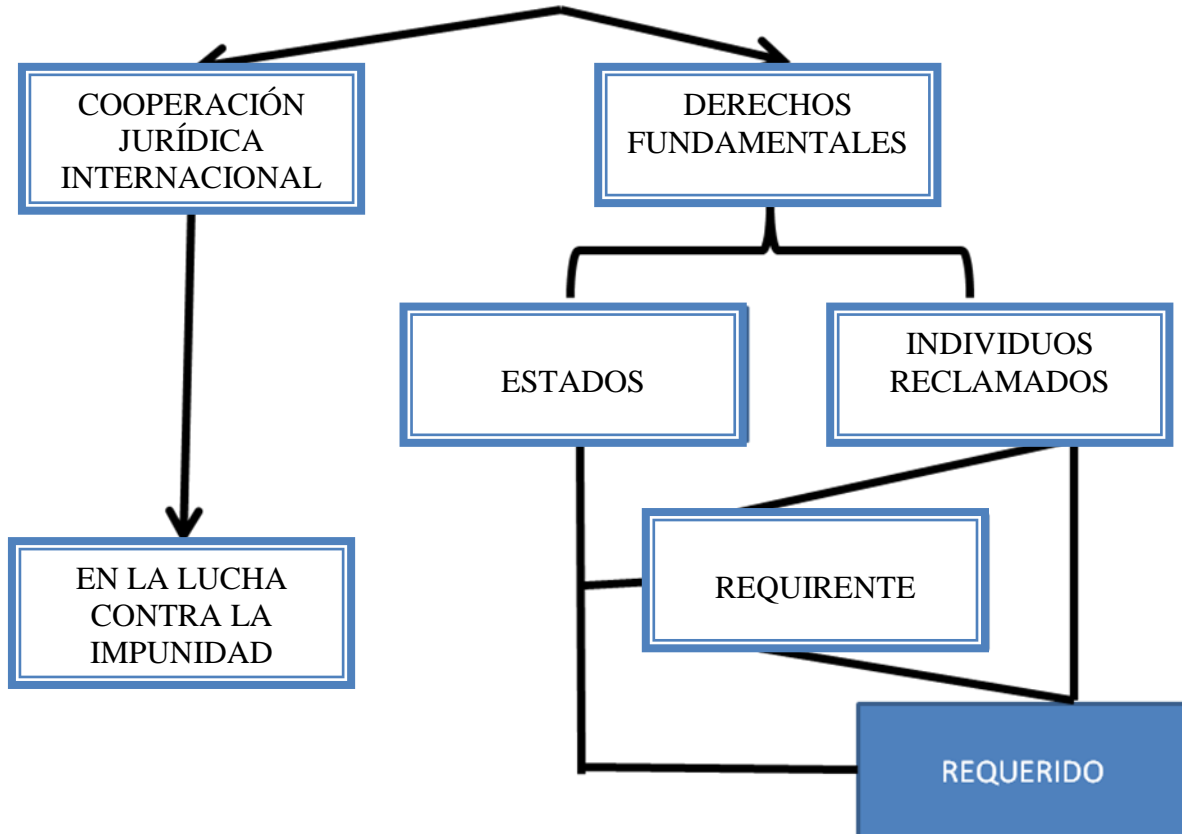 COOPERACIÓN
JURÍDICA
INTERNACIONAL
DERECHOS
FUNDAMENTALES
ESTADOS
INDIVIDUOS
RECLAMADOS
EN LA LUCHA
CONTRA LA
IMPUNIDAD
REQUIRENTE
REQUERIDO